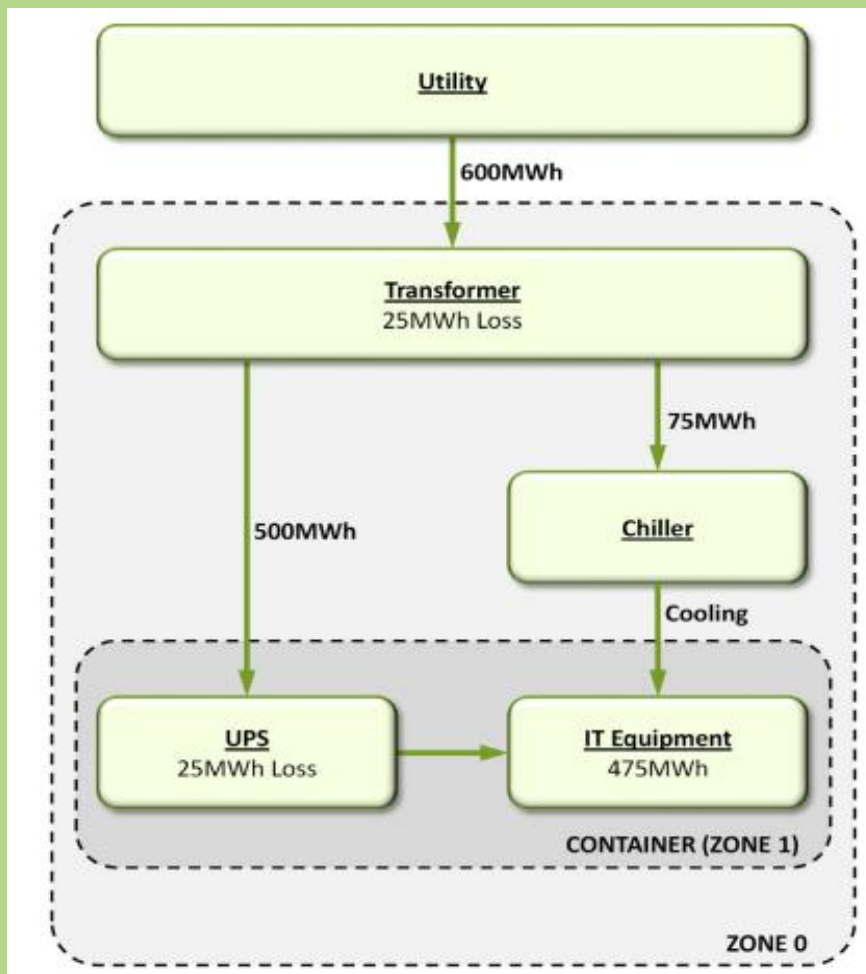 Utility
600MWh
Transformer
25MWh Loss
75MWh
500MWh
Chiller
Cooling
UPS
25MWh Loss
IT Equipment
475MWh
CONTAINER (ZONE 1)
ZONE 0